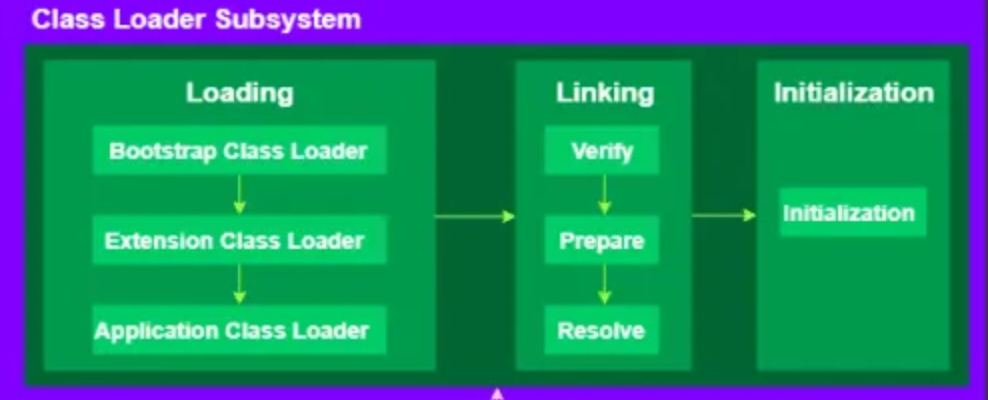 Class Loader Subsystem
Loading
Bootstrap Class Loader
Extension Class Loader
Application Class Loader
Linking
Verify
Prepare
Resolve
Initialization
Initialization